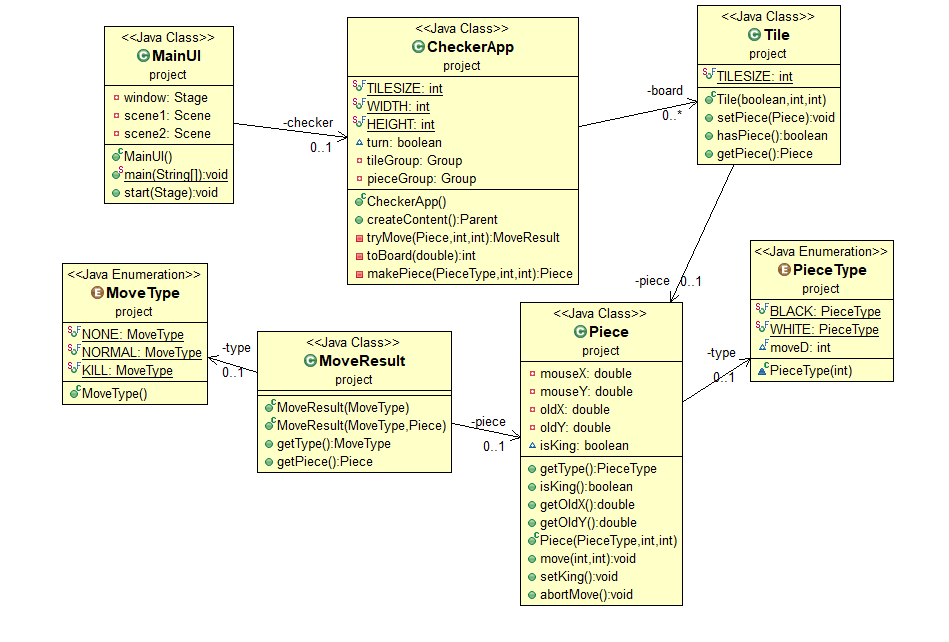 <<Java Class>>
MainUI
project
window: Stage
scene1: Scene
scene2: Scene
MainUI()
main(String[]):void
start(Stage):void
-checker
0..1
<<Java Class>>
CheckerApp
project
TILESIZE: int
WIDTH: int
HEIGHT: int
turn: boolean
tileGroup: Group
pieceGroup: Group
CheckerApp()
createContent():Parent
tryMove(Piece,int,int):MoveResult
toBoard(double):int
makePiece(PieceType,int,int):Piece
-board
0..*
<<Java Class>>
Tile
project
TILESIZE: int
Tile(boolean,int,int)
setPiece(Piece):void
hasPiece():boolean
getPiece():Piece
-piece
0..1
<<Java Enumeration>>
MoveType
project
NONE: MoveType
NORMAL: MoveType
KILL: MoveType
MoveType()
-type
0..1
<<Java Class>>
MoveResult
project
MoveResult(MoveType)
MoveResult(MoveType,Piece)
getType():MoveType
getPiece():Piece
-piece
0..1
<<Java Class>>
Piece
project
mouseX: double
mouseY: double
oldX: double
oldY: double
isKing: boolean
getType():PieceType
isKing():boolean
getOldX():double
getOldY():double
Piece(PieceType,int,int)
move(int,int):void
setKing():void
abortMove():void
-type
0..1
<<Java Enumeration>>
PieceType
project
BLACK: PieceType
WHITE: PieceType
moveD: int
PieceType(int)